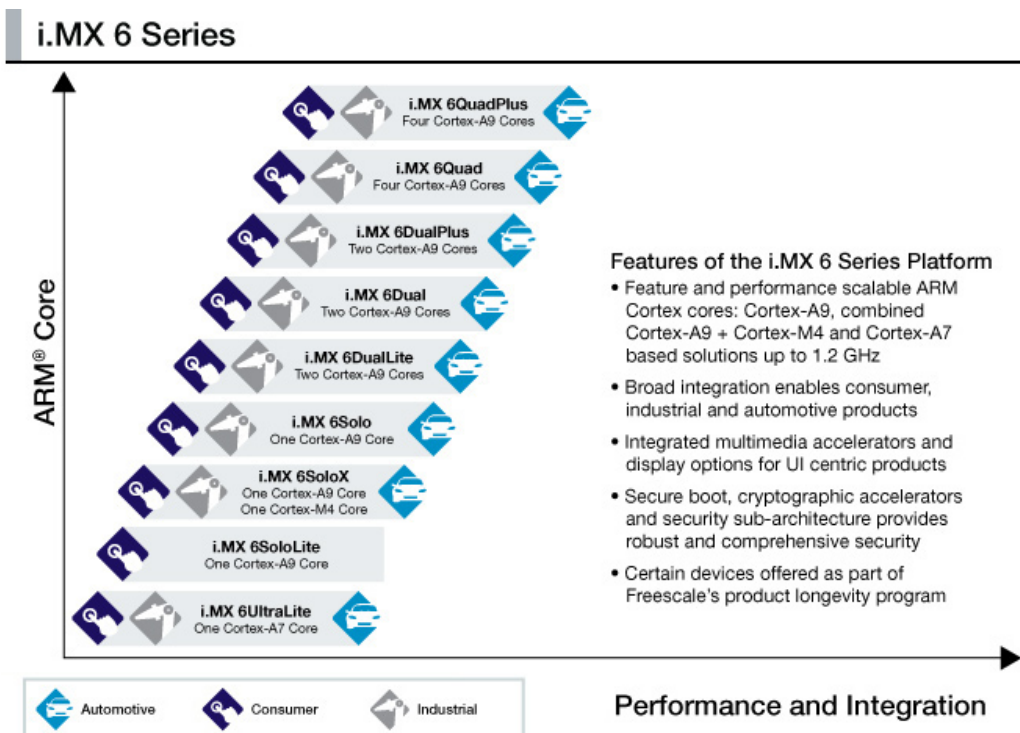 i.MX 6 Series
ARM® Core
i.MX 6QuadPlus
Four Cortex-A9 Cores
i.MX 6Quad
Four Cortex-A9 Cores
i.MX 6DualPlus
Two Cortex-A9 Cores
i.MX 6Dual
Two Cortex-A9 Cores
i.MX 6DualLite
Two Cortex-A9 Cores
i.MX 6Solo
One Cortex-A9 Core
i.MX 6SoloX
One Cortex-A9 Core
One Cortex-M4 Core
i.MX 6SoloLite
One Cortex-A9 Core
i.MX 6UltraLite
One Cortex-A7 Core
Features of the i.MX 6 Series Platform
• Feature and performance scalable ARM
Cortex cores: Cortex-A9, combined
Cortex-A9 + Cortex-M4 and Cortex-A7
based solutions up to 1.2 GHz
• Broad integration enables consumer,
industrial and automotive products
• Integrated multimedia accelerators and
display options for UI centric products
• Secure boot, cryptographic accelerators
and security sub-architecture provides
robust and comprehensive security
• Certain devices offered as part of
Freescale's product longevity program
Automotive
Consumer
Industrial
Performance and Integration